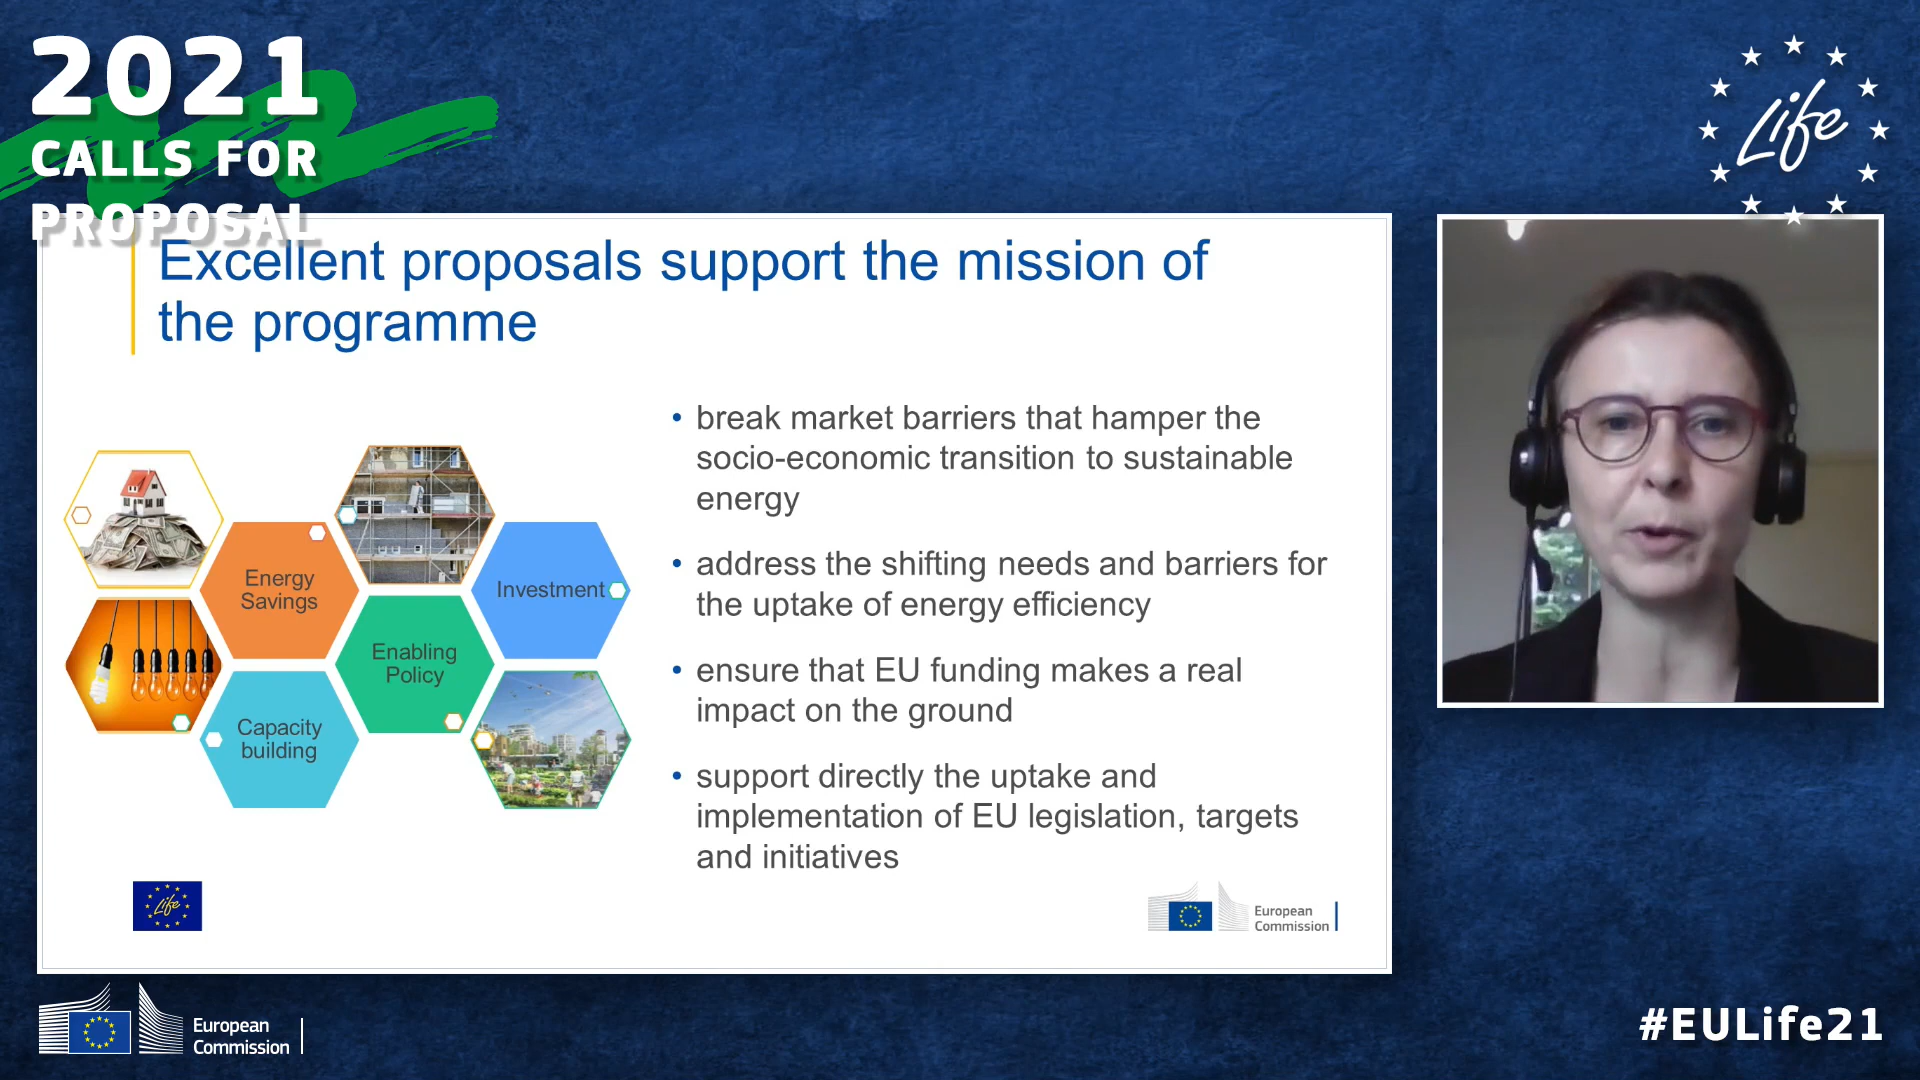 2021
CALLS FOR
PROPOSAL
Life
Excellent proposals support the mission of
the programme
Energy
Savings
Investment
Enabling
Policy
Capacity
building
• break market barriers that hamper the
socio-economic transition to sustainable
energy
• address the shifting needs and barriers for
the uptake of energy efficiency
• ensure that EU funding makes a real
impact on the ground
• support directly the uptake and
implementation of EU legislation, targets
and initiatives
Life
European
Commission
European
Commission
#EULife21